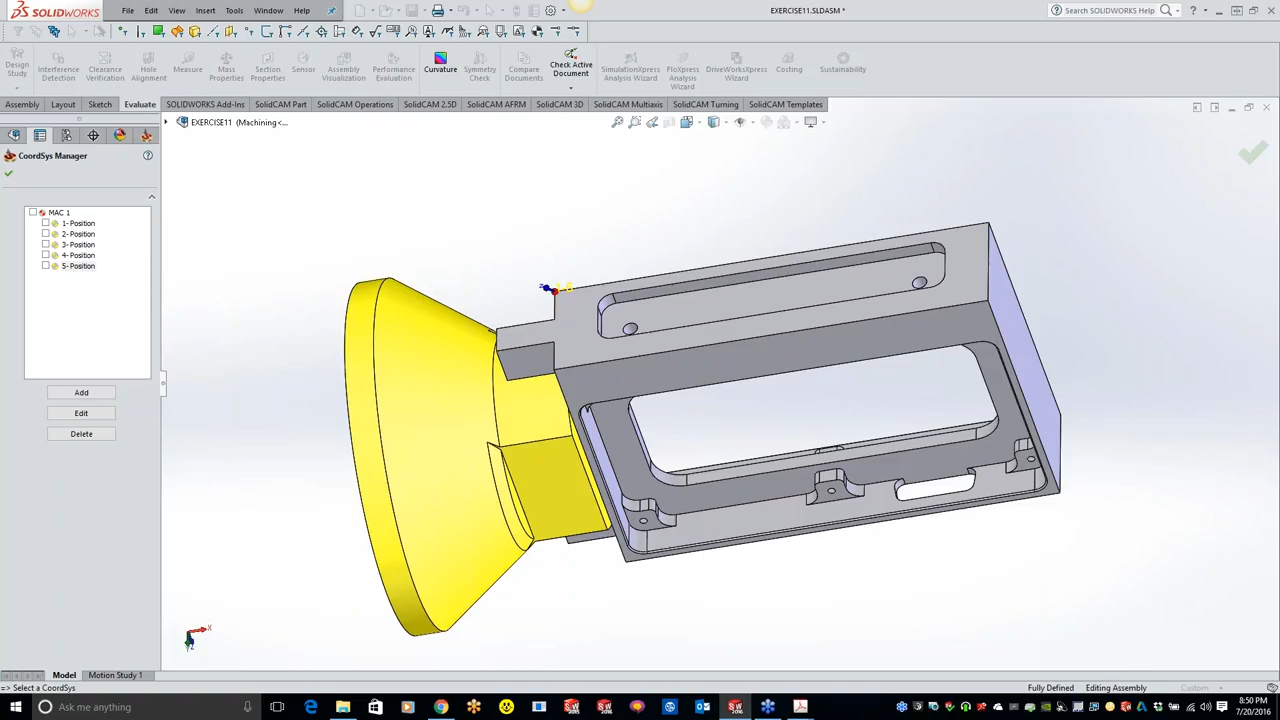 SOLIDWORKS
File
Edit
View
Insert
Tools
Window
Help
EXERCISE11.SLDASM *
Search SOLIDWORKS Help
Design
Study
Interference
Detection
Clearance
Verification
Hole
Alignment
Measure
Mass
Properties
Section
Properties
Sensor
Assembly
Visualization
Performance
Evaluation
Curvature
Symmetry
Check
Compare
Documents
Check Active
Document
SimulationXpress
Analysis Wizard
FloXpress
Analysis
Wizard
DriveWorksXpress
Wizard
Costing
Sustainability
Assembly
Layout
Sketch
Evaluate
SOLIDWORKS Add-Ins
SolidCAM Part
SolidCAM Operations
SolidCAM 2.5D
SolidCAM AFRM
SolidCAM 3D
SolidCAM Multiaxis
SolidCAM Turning
SolidCAM Templates
EXERCISE11 (Machining<...
CoordSys Manager
MAC 1
1- Position
2- Position
3- Position
4- Position
5- Position
Add
Edit
Delete
X
Model
Motion Study 1
=> Select a CoordSys
Fully Defined
Editing Assembly
Custom
Ask me anything
8:50 PM
7/20/2016